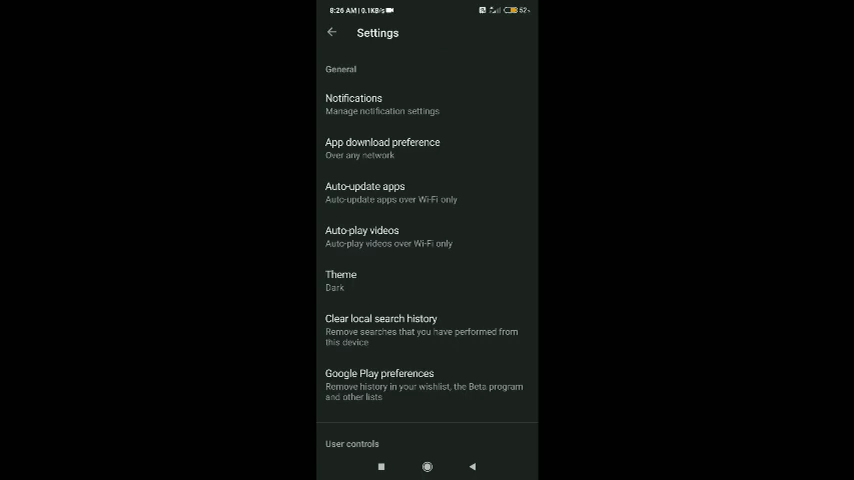 8:26 AM | 0.1KB/s
52
Settings
General
Notifications
Manage notification settings
App download preference
Over any network
Auto-update apps
Auto-update apps over Wi-Fi only
Auto-play videos
Auto-play videos over Wi-Fi only
Theme
Dark
Clear local search history
Remove searches that you have performed from
this device
Google Play preferences
Remove history in your wishlist, the Beta program
and other lists
User controls